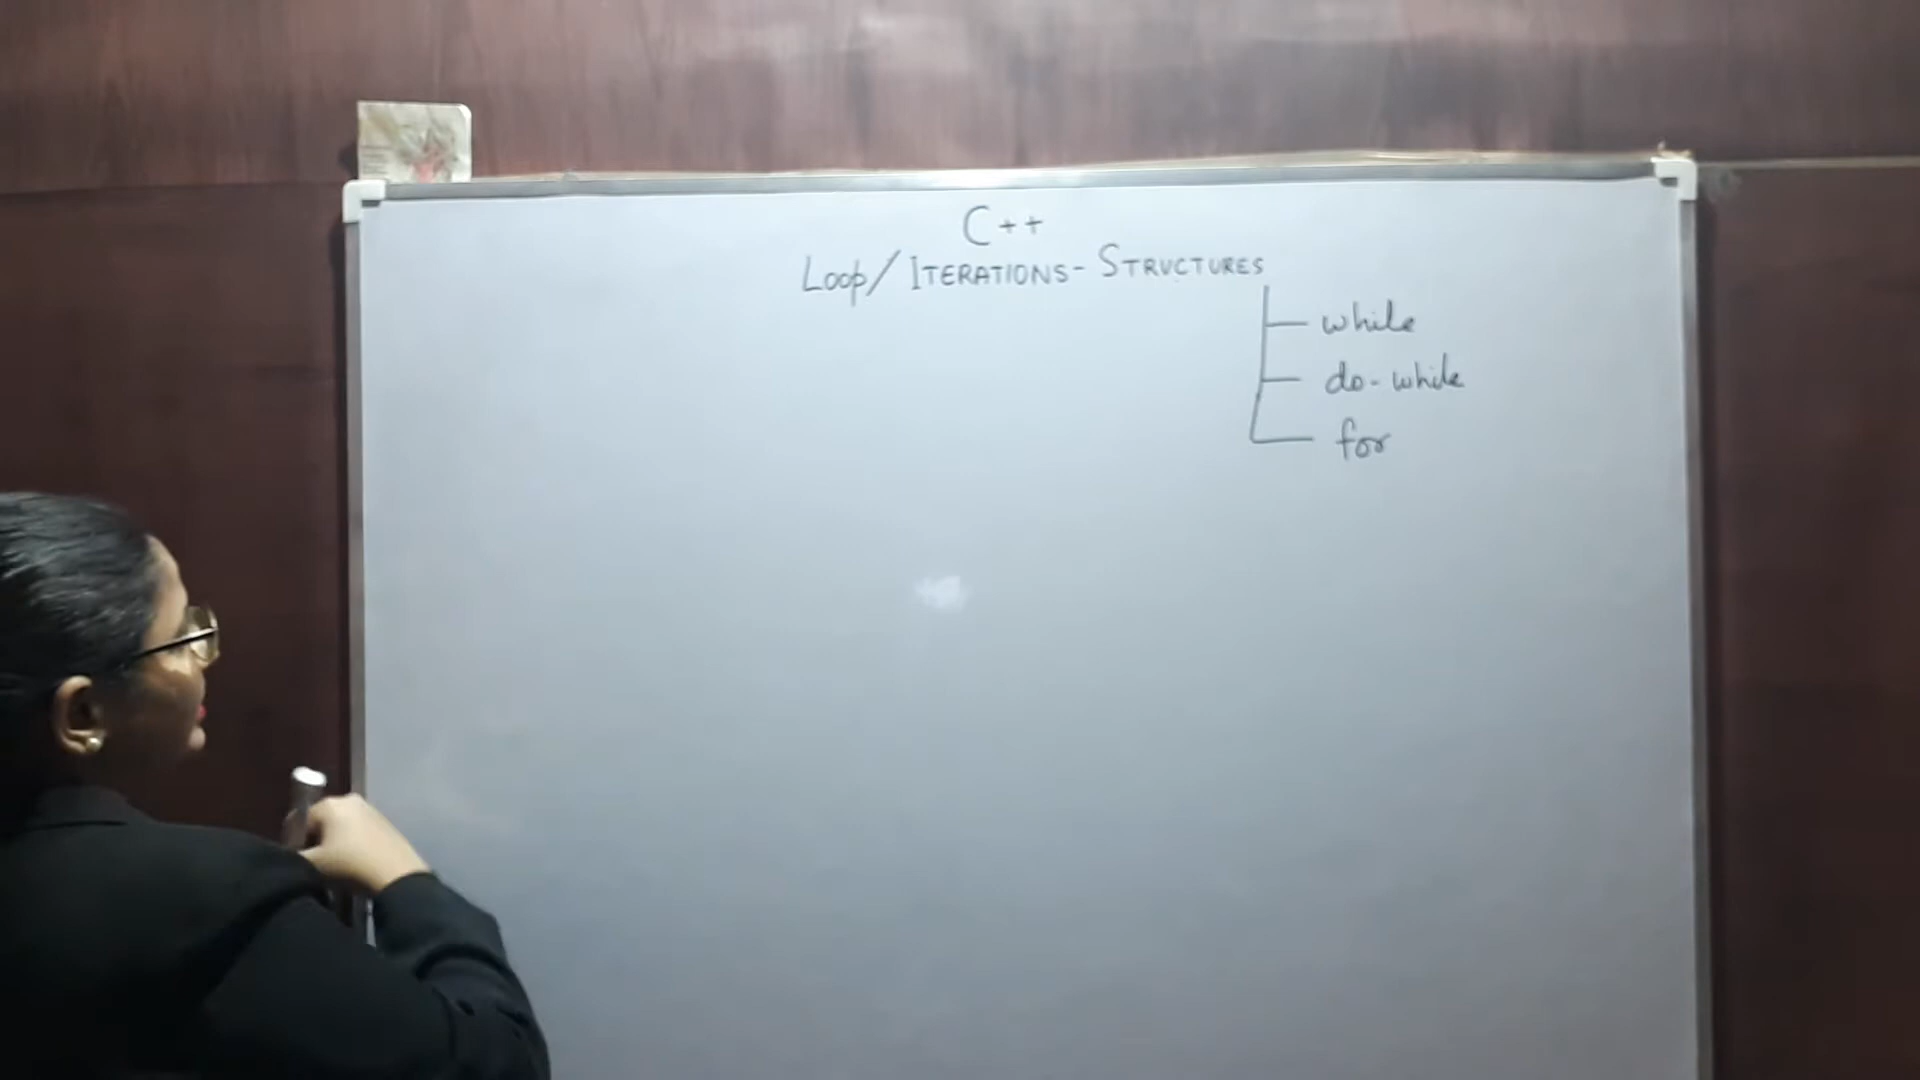 C++
Loop/ ITERATIONS- STRUCTURES
while
do-while
for